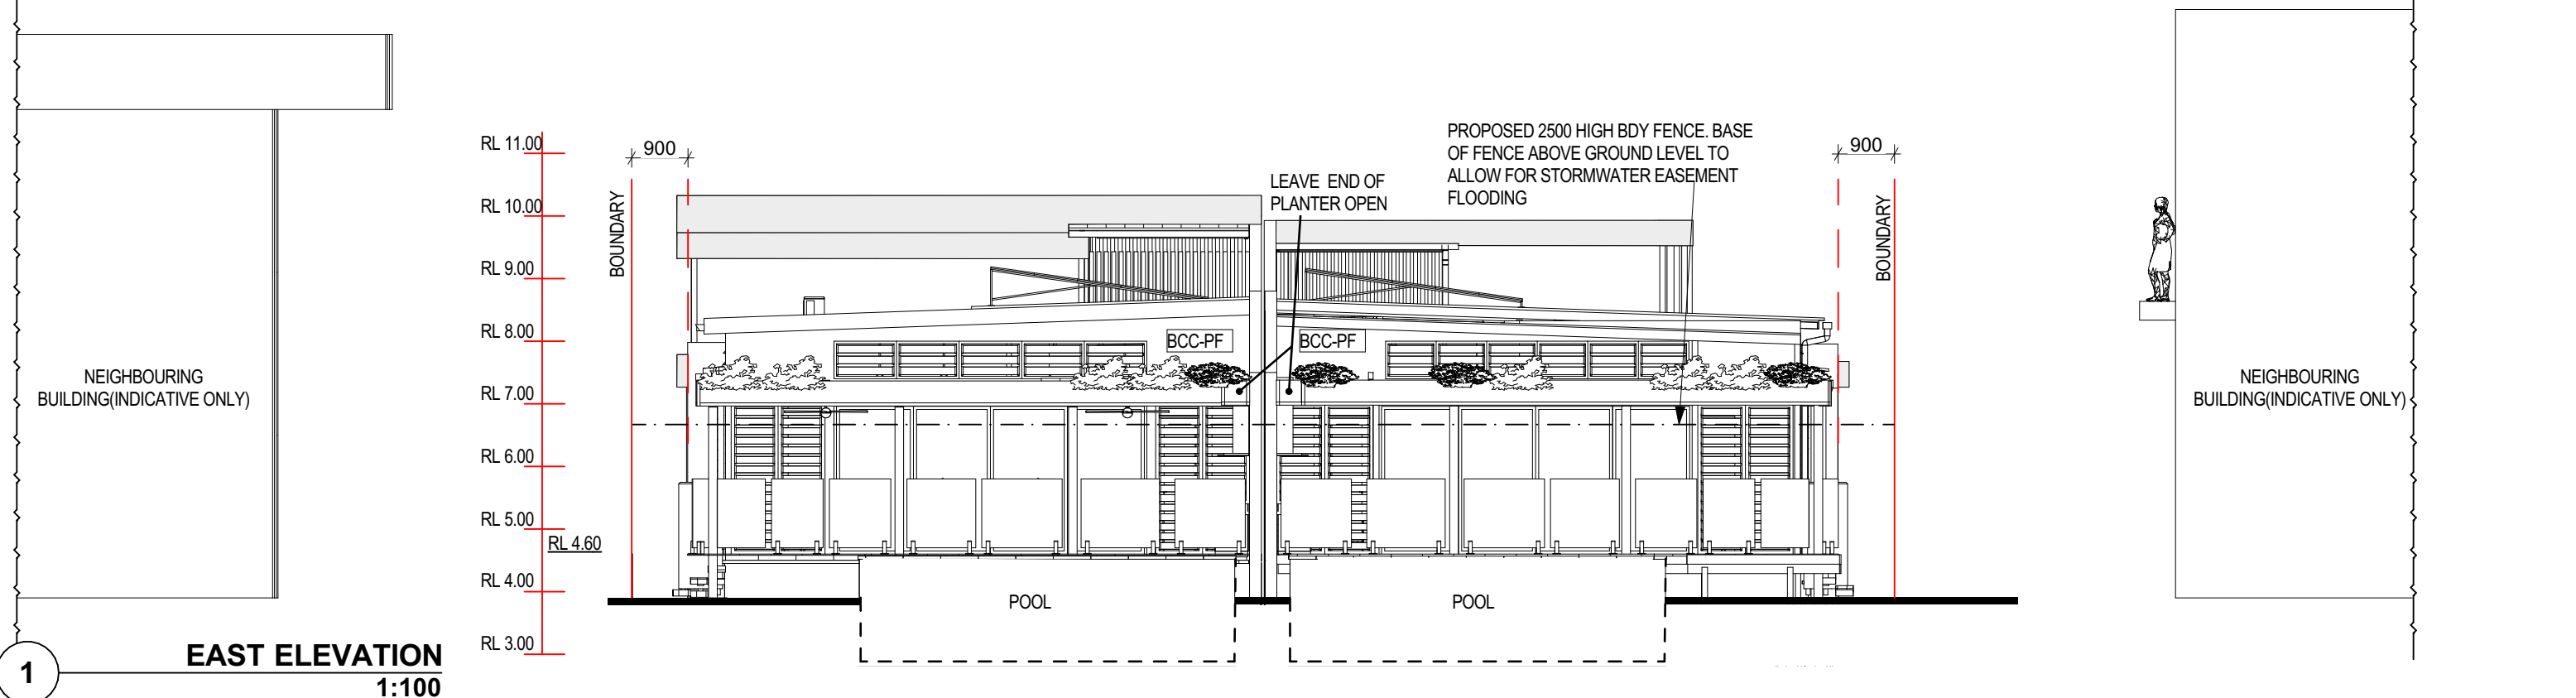 PROPOSED 2500 HIGH BDY FENCE. BASE
OF FENCE ABOVE GROUND LEVEL TO
ALLOW FOR STORMWATER EASEMENT
FLOODING
RL 11.00
900
900
LEAVE END OF
PLANTER OPEN
RL 10.00
BOUNDARY
BOUNDARY
RL 9.00
RL 8.00
BCC-PF
BCC-PF
NEIGHBOURING
BUILDING(INDICATIVE ONLY)
RL 7.00
NEIGHBOURING
BUILDING(INDICATIVE ONLY)
RL 6.00
RL 5.00
RL 4.60
RL 4.00
POOL
POOL
RL 3.00
1
EAST ELEVATION
1:100